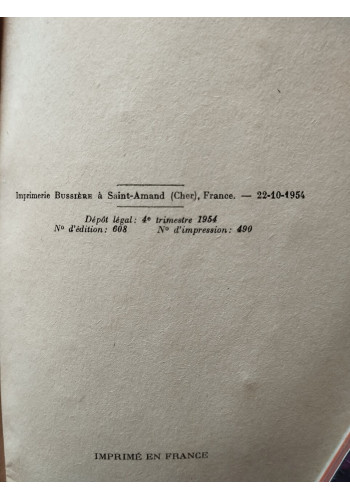 Imprimerie BUSSIÈRE à Saint-Amand (Cher), France. — 22-10-1954
Dépôt légal: 4e trimestre 1954
No d'édition: 608 No d'impression: 490
IMPRIMÉ EN FRANCE